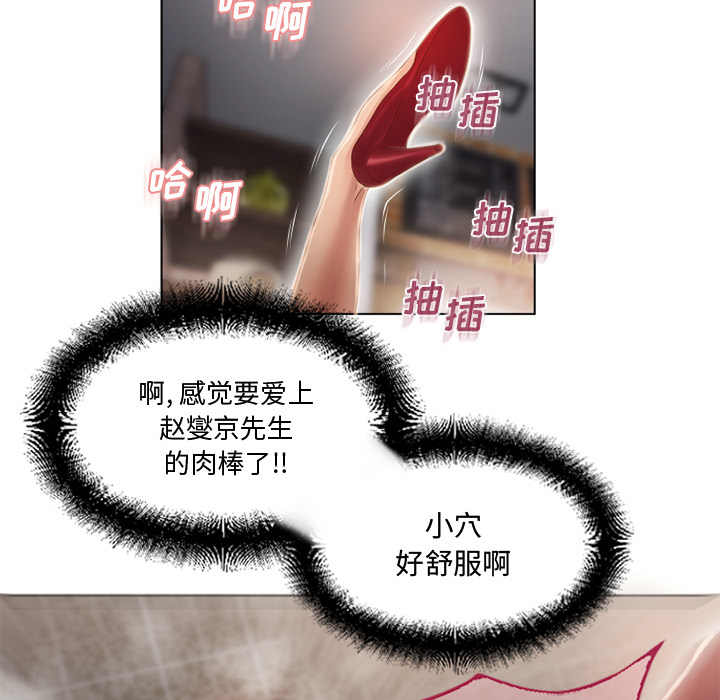 哈啊
抽插
哈啊
抽插
抽插
啊，感觉要爱上
赵燮京先生
的肉棒了!!
小穴
好舒服啊